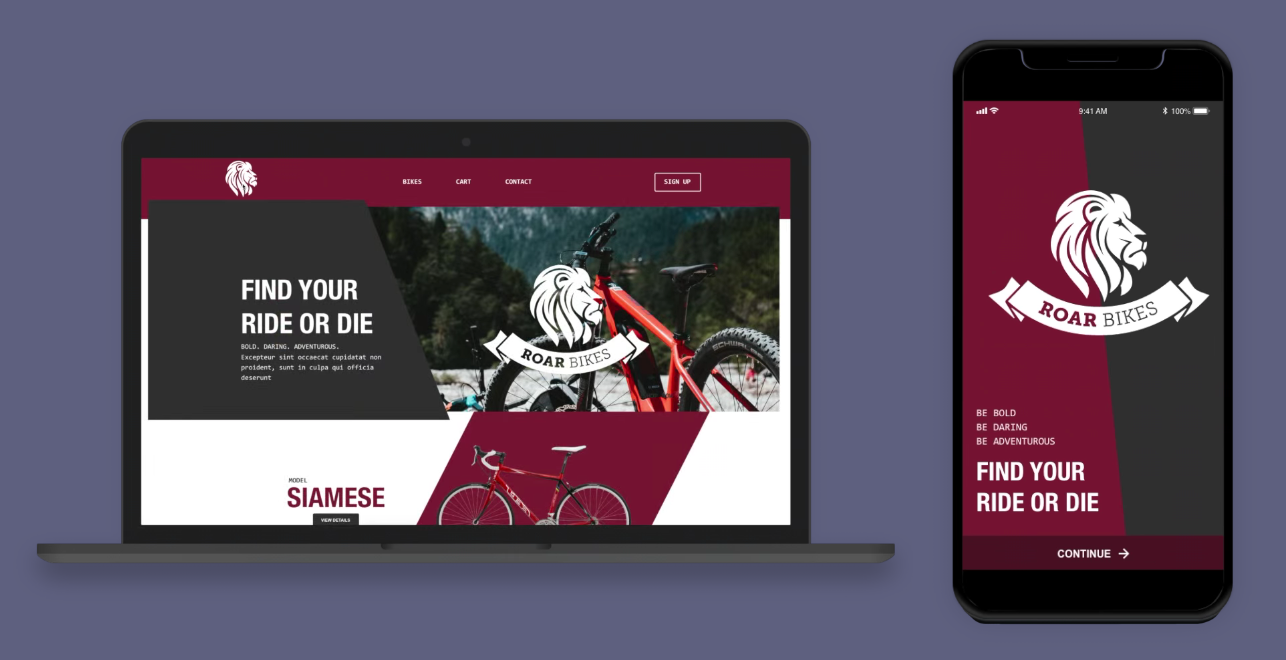 BIKES CART CONTACT SIGN UP
FIND YOUR
RIDE OR DIE
BOLD. DARING. ADVENTUROUS.
Excepteur sint occaecat cupidatat non
proident, sunt in culpa qui officia
deserunt
ROAR BIKES
MODEL
SIAMESE
VIEW DETAILS
9:41 AM 100%
ROAR BIKES
BE BOLD
BE DARING
BE ADVENTUROUS
FIND YOUR
RIDE OR DIE
CONTINUE →